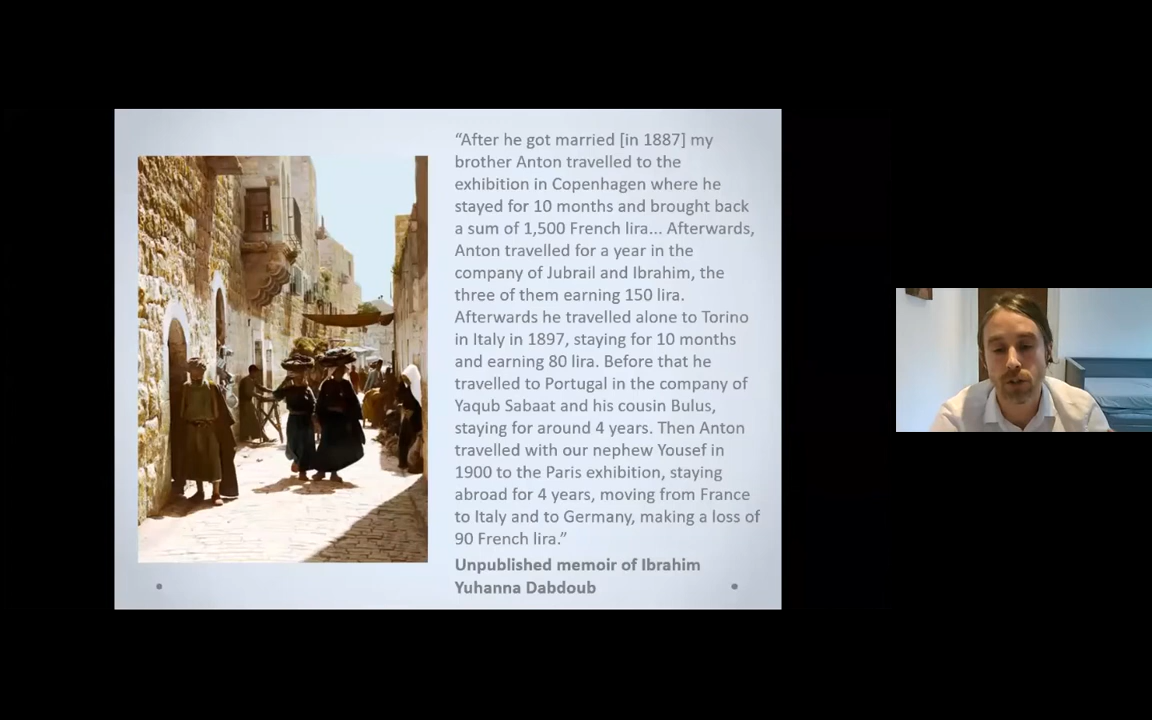 “After he got married [in 1887] my
brother Anton travelled to the
exhibition in Copenhagen where he
stayed for 10 months and brought back
a sum of 1,500 French lira... Afterwards,
Anton travelled for a year in the
company of Jubrail and Ibrahim, the
three of them earning 150 lira.
Afterwards he travelled alone to Torino
in Italy in 1897, staying for 10 months
and earning 80 lira. Before that he
travelled to Portugal in the company of
Yaqub Sabaat and his cousin Bulus,
staying for around 4 years. Then Anton
travelled with our nephew Yousef in
1900 to the Paris exhibition, staying
abroad for 4 years, moving from France
to Italy and to Germany, making a loss of
90 French lira.”
Unpublished memoir of Ibrahim
Yuhanna Dabdoub